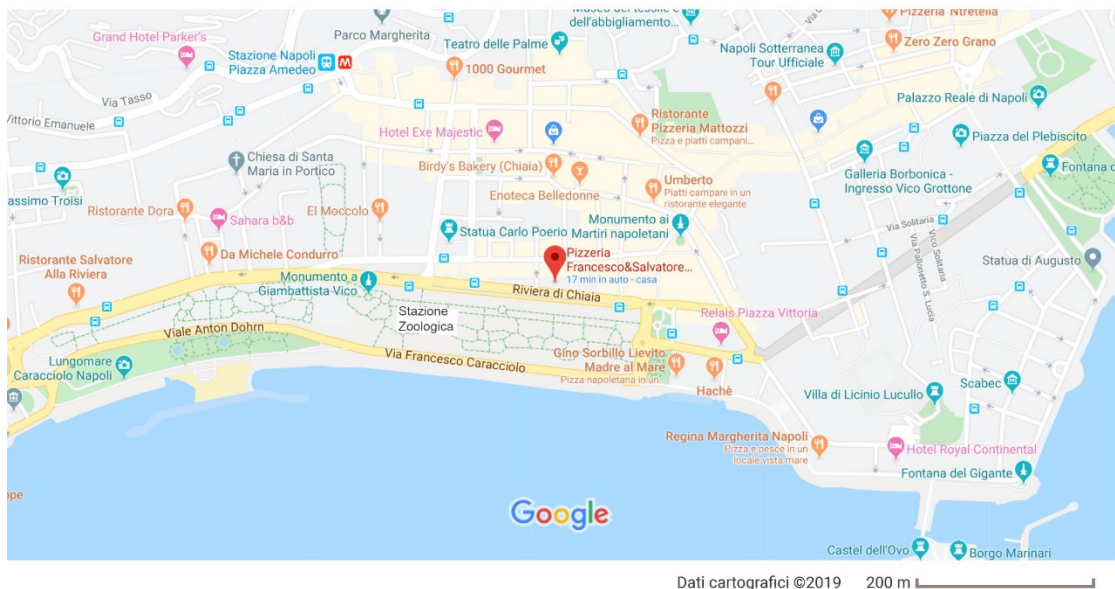 Museo del tessile e
dell'abbigliamento...
Pizzeria 'Ntretella
Parco Margherita
Grand Hotel Parker's
Teatro delle Palme
Zero Zero Grano
Stazione Napoli
Piazza Amedeo
M
Napoli Sotterranea
Tour Ufficiale
1000 Gourmet
Via Tasso
Palazzo Reale di Napoli
Vittorio Emanuele
Ristorante
Pizzeria Mattozzi
Pizza e piatti campani...
Hotel Exe Majestic
Piazza del Plebiscito
Chiesa di Santa
Maria in Portico
Birdy's Bakery (Chiaia)
Galleria Borbonica -
Ingresso Vico Grottone
Fontana d
assimo Troisi
Umberto
Piatti campani in un
ristorante elegante
Enoteca Belledonne
Ristorante Dora
El Moccolo
Sahara b&b
Monumento ai
Martiri napoletani
Via Solitaria
Vico Solitaria
Via Pallonetto S. Lucia
Statua Carlo Poerio
Da Michele Condurro
Pizzeria
Francesco&Salvatore...
17 min in auto - casa
Statua di Augusto
Ristorante Salvatore
Alla Riviera
Monumento a
Giambattista Vico
Riviera di Chiaia
Stazione
Zoologica
Relais Piazza Vittoria
Viale Anton Dohrn
Via Francesco Caracciolo
Gino Sorbillo Lievito
Madre al Mare
Pizza napoletana in un
Lungomare
Caracciolo Napoli
Hachè
Scabec
Villa di Licinio Lucullo
Regina Margherita Napoli
Pizza e pesce in un
locale vista mare
Hotel Royal Continental
Fontana del Gigante
ope
Google
Castel dell'Ovo
Borgo Marinari
Dati cartografici ©2019 200 m